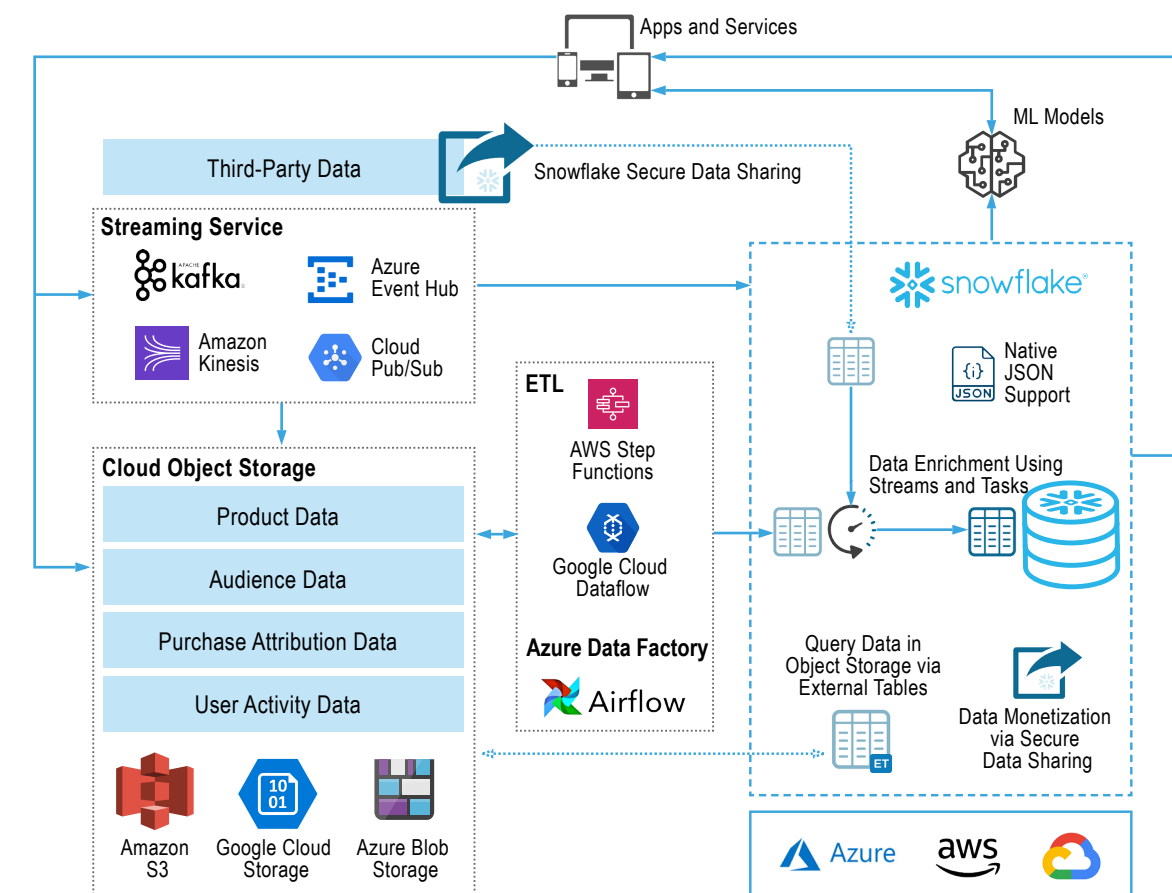 Apps and Services
ML Models
Third-Party Data
Snowflake Secure Data Sharing
Streaming Service
APACHE
kafka.
Azure
Event Hub
Amazon
Kinesis
Cloud
Pub/Sub
snowflake®
Native
JSON
Support
{i}
JSON
ETL
AWS Step
Functions
Google Cloud
Dataflow
Azure Data Factory
Airflow
Data Enrichment Using
Streams and Tasks
Cloud Object Storage
Product Data
Audience Data
Purchase Attribution Data
User Activity Data
10
01
Amazon
S3
Google Cloud
Storage
Azure Blob
Storage
Query Data in
Object Storage via
External Tables
ET
Data Monetization
via Secure
Data Sharing
Azure
aws